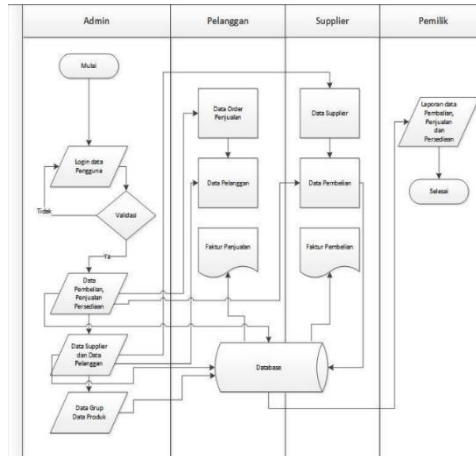 Admin
Pelanggan
Supplier
Pemilik
Mulai
Login data
Pengguna
Tidak
Validasi
Ya
Data
Pembelian,
Penjualan
Persediaan
Data Supplier
dan Data
Pelanggan
Data Grup
Data Produk
Data Order
Penjualan
Data Pelanggan
Faktur Penjualan
Data Supplier
Data Pembelian
Faktur Pembelian
Database
Laporan data
Pembelian,
Penjualan
dan
Persediaan
Selesai